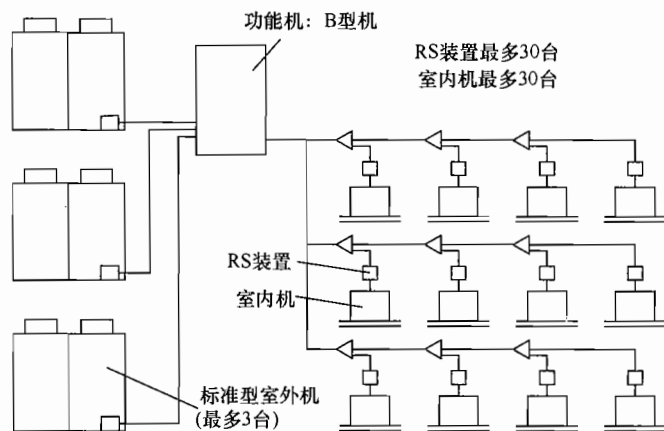 功能机：B型机
RS装置最多30台
室内机最多30台
RS装置
室内机
标准型室外机
(最多3台)